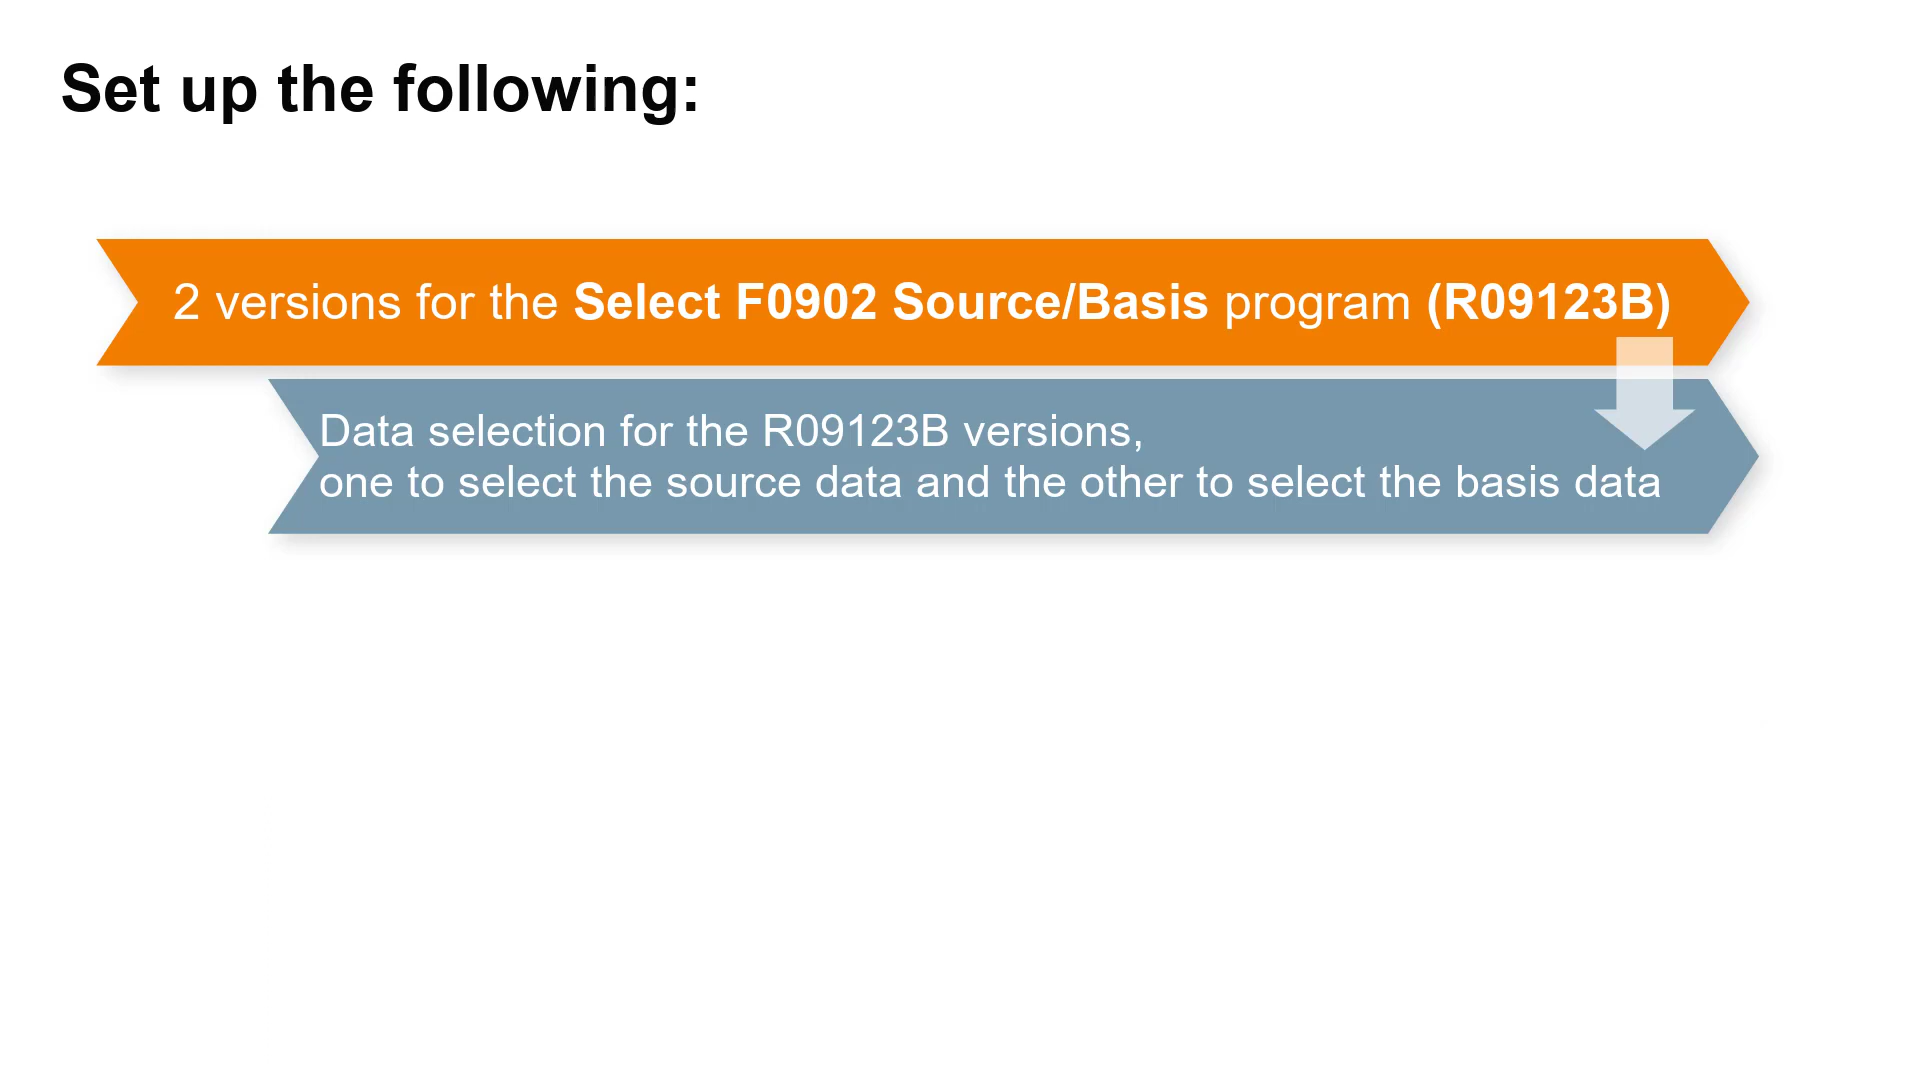 Set up the following:
2 versions for the Select F0902 Source/Basis program (R09123B)
Data selection for the R09123B versions,
one to select the source data and the other to select the basis data